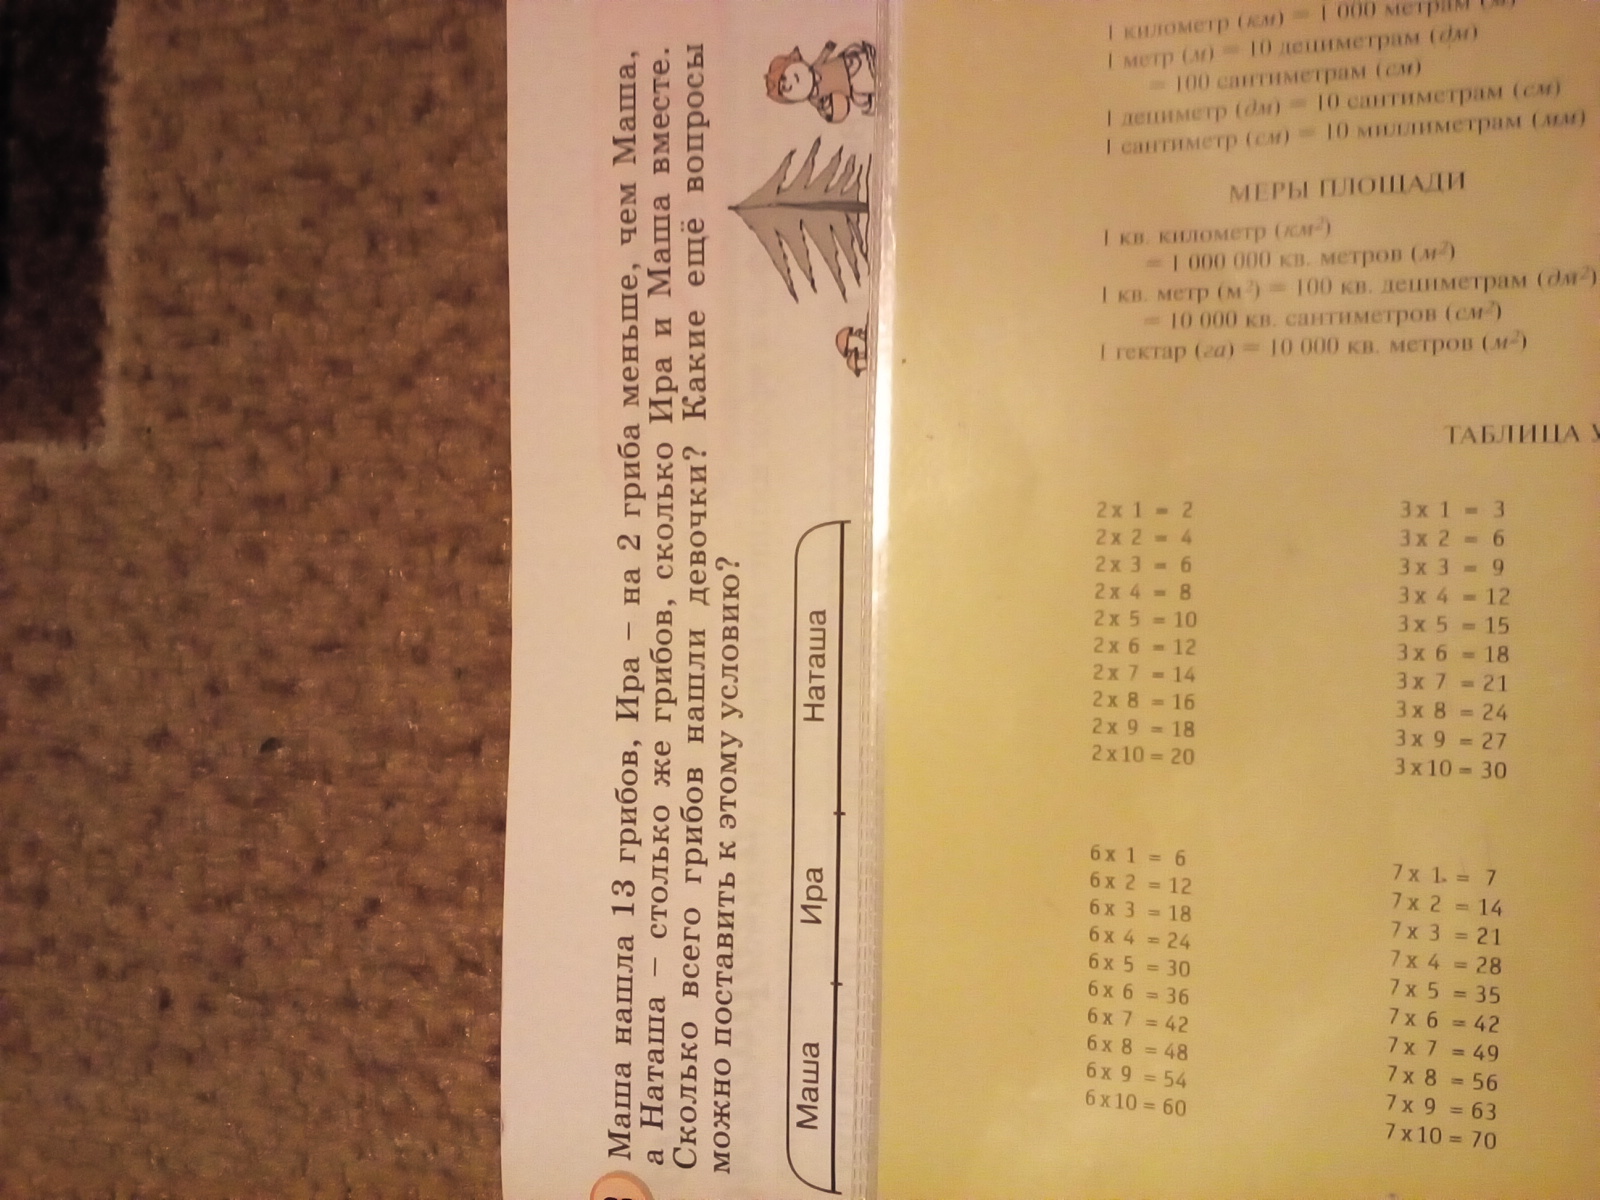 Маша нашла 13 грибов, Ира – на 2 гриба меньше, чем Маша,
а Наташа – столько же грибов, сколько Ира и Маша вместе.
Сколько всего грибов нашли девочки? Какие ещё вопросы
можно поставить к этому условию?
Маша Ира Наташа
1 километр (км) = 1 000 метрам (м)
1 метр (м) = 10 дециметрам (дм)
= 100 сантиметрам (см)
1 дециметр (дм) = 10 сантиметрам (см)
1 сантиметр (см) = 10 миллиметрам (мм)
МЕРЫ ПЛОЩАДИ
1 кв. километр (км²)
= 1 000 000 кв. метров (м²)
1 кв. метр (м²) = 100 кв. дециметрам (дм²)
= 10 000 кв. сантиметров (см²)
1 гектар (га) = 10 000 кв. метров (м²)
ТАБЛИЦА У
2 x 1 = 2
2 x 2 = 4
2 x 3 = 6
2 x 4 = 8
2 x 5 = 10
2 x 6 = 12
2 x 7 = 14
2 x 8 = 16
2 x 9 = 18
2 x 10 = 20
3 x 1 = 3
3 x 2 = 6
3 x 3 = 9
3 x 4 = 12
3 x 5 = 15
3 x 6 = 18
3 x 7 = 21
3 x 8 = 24
3 x 9 = 27
3 x 10 = 30
6 x 1 = 6
6 x 2 = 12
6 x 3 = 18
6 x 4 = 24
6 x 5 = 30
6 x 6 = 36
6 x 7 = 42
6 x 8 = 48
6 x 9 = 54
6 x 10 = 60
7 x 1 = 7
7 x 2 = 14
7 x 3 = 21
7 x 4 = 28
7 x 5 = 35
7 x 6 = 42
7 x 7 = 49
7 x 8 = 56
7 x 9 = 63
7 x 10 = 70